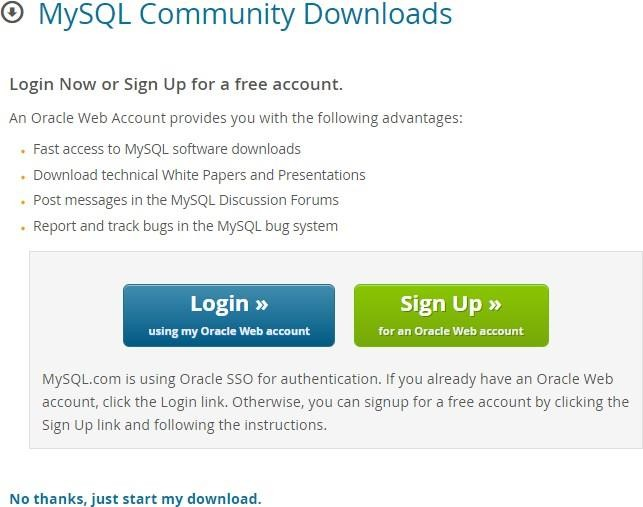 MySQL Community Downloads
Login Now or Sign Up for a free account.
An Oracle Web Account provides you with the following advantages:
Fast access to MySQL software downloads
Download technical White Papers and Presentations
Post messages in the MySQL Discussion Forums
Report and track bugs in the MySQL bug system
Login »
using my Oracle Web account
Sign Up »
for an Oracle Web account
MySQL.com is using Oracle SSO for authentication. If you already have an Oracle Web
account, click the Login link. Otherwise, you can signup for a free account by clicking the
Sign Up link and following the instructions.
No thanks, just start my download.